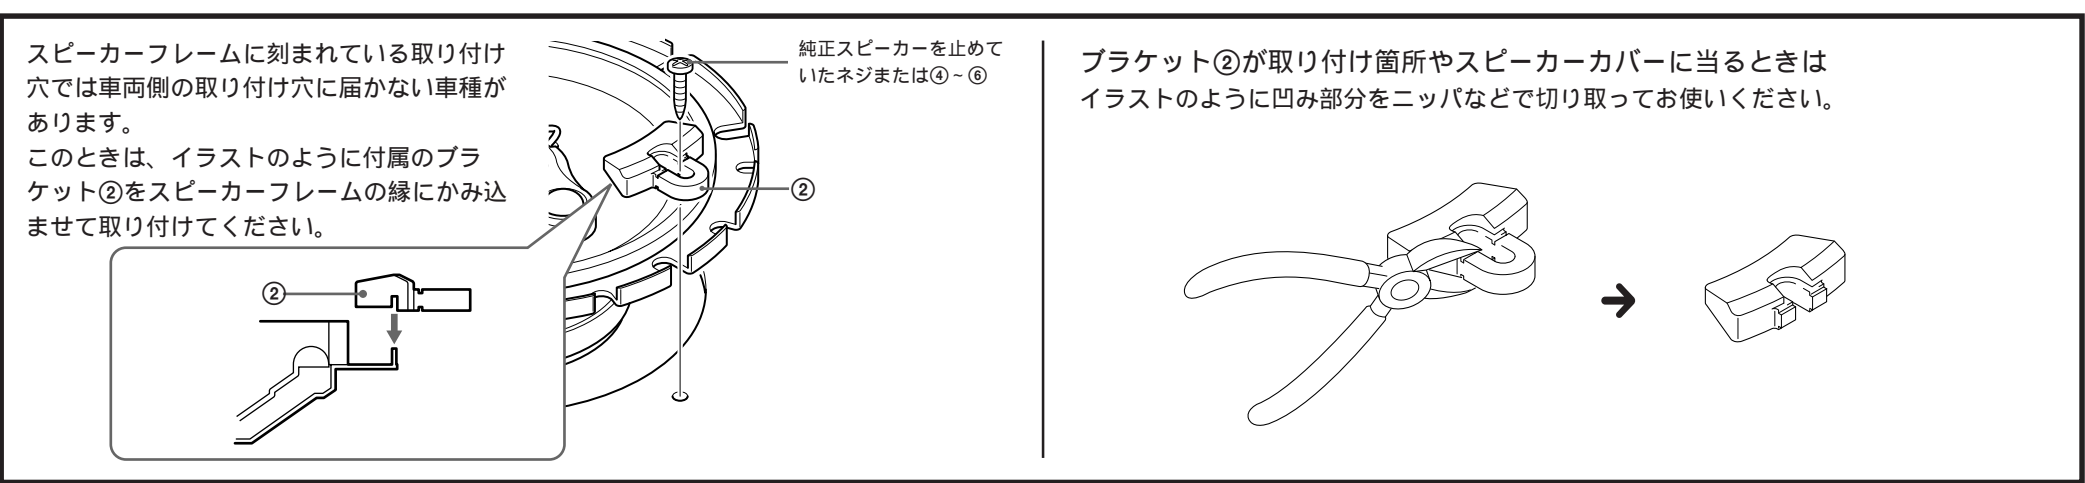 スピーカーフレームに刻まれている取り付け
穴では車両側の取り付け穴に届かない車種が
あります。
このときは、イラストのように付属のブラ
ケット②をスピーカーフレームの縁にかみ込
ませて取り付けてください。
純正スピーカーを止めて
いたネジまたは④~⑥
②
②
ブラケット②が取り付け箇所やスピーカーカバーに当るときは
イラストのように凹み部分をニッパなどで切り取ってお使いください。